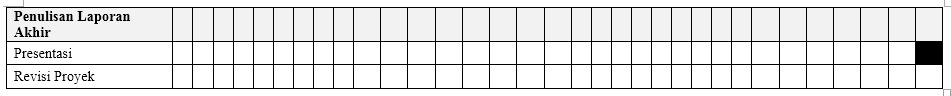 Penulisan Laporan
Akhir
Presentasi
Revisi Proyek